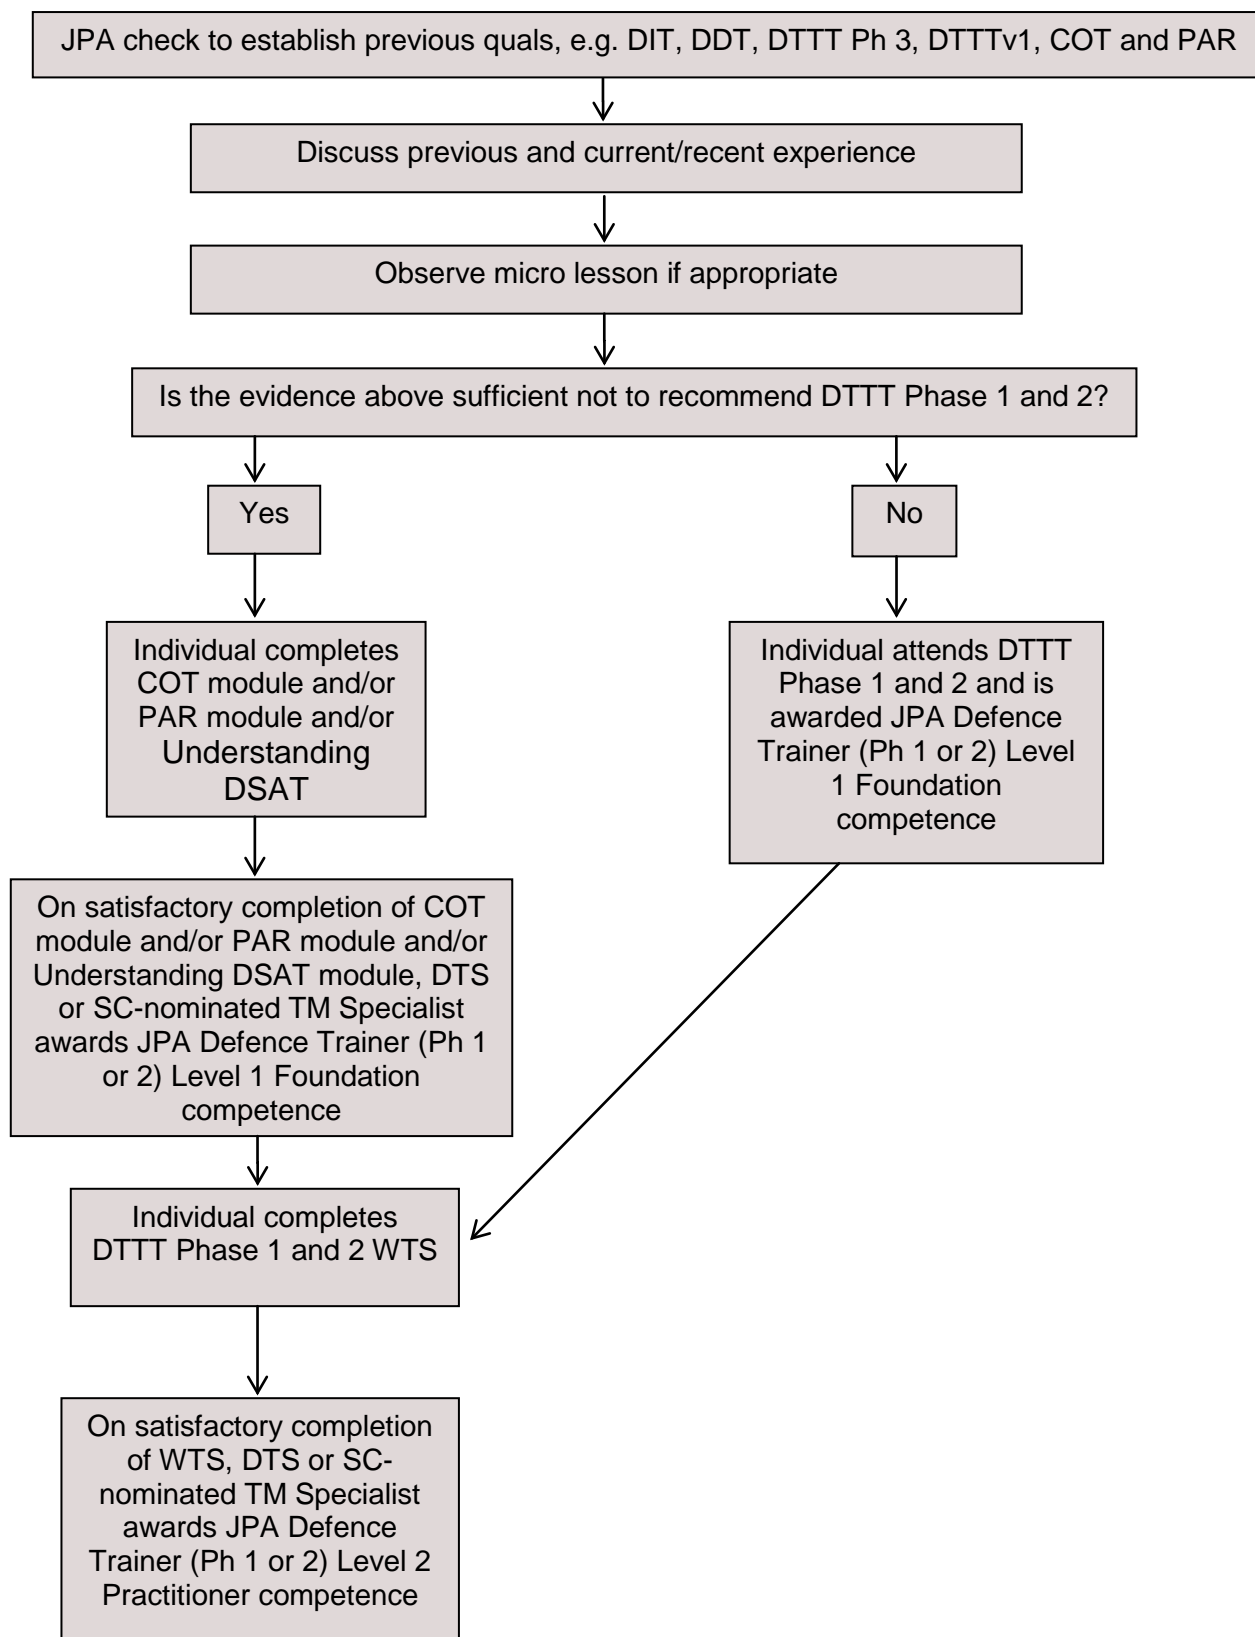 JPA check to establish previous quals, e.g. DIT, DDT, DTTT Ph 3, DTTTv1, COT and PAR
Discuss previous and current/recent experience
Observe micro lesson if appropriate
Is the evidence above sufficient not to recommend DTTT Phase 1 and 2?
Yes
No
Individual completes
COT module and/or
PAR module and/or
Understanding
DSAT
Individual attends DTTT
Phase 1 and 2 and is
awarded JPA Defence
Trainer (Ph 1 or 2) Level
1 Foundation
competence
On satisfactory completion of COT
module and/or PAR module and/or
Understanding DSAT module, DTS
or SC-nominated TM Specialist
awards JPA Defence Trainer (Ph 1
or 2) Level 1 Foundation
competence
Individual completes
DTTT Phase 1 and 2 WTS
On satisfactory completion
of WTS, DTS or SC-
nominated TM Specialist
awards JPA Defence
Trainer (Ph 1 or 2) Level 2
Practitioner competence